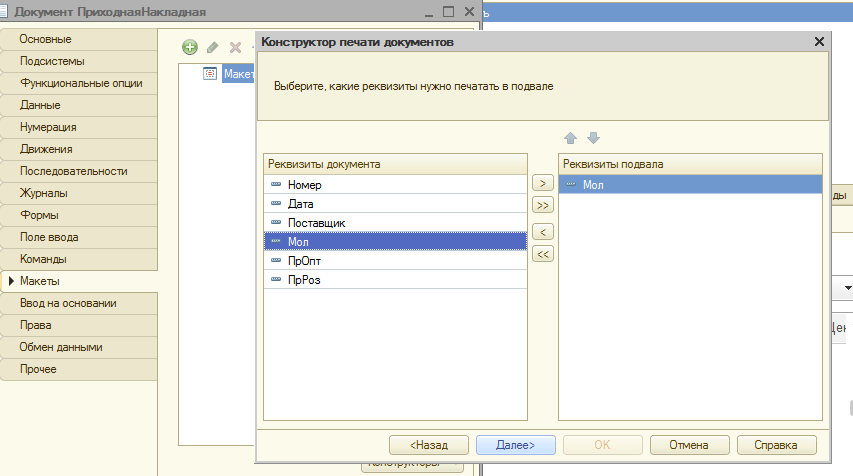 Документ ПриходнаяНакладная
Основные
Подсистемы
Функциональные опции
Данные
Нумерация
Движения
Последовательности
Журналы
Формы
Поле ввода
Команды
Макеты
Ввод на основании
Права
Обмен данными
Прочее
Макет
Конструктор печати документов
Выберите, какие реквизиты нужно печатать в подвале
Реквизиты документа
Номер
Дата
Поставщик
Мол
ПрОпт
ПрРоз
>
>>
<
<<
Реквизиты подвала
Мол
<Назад
Далее>
ОК
Отмена
Справка
Конструкторы